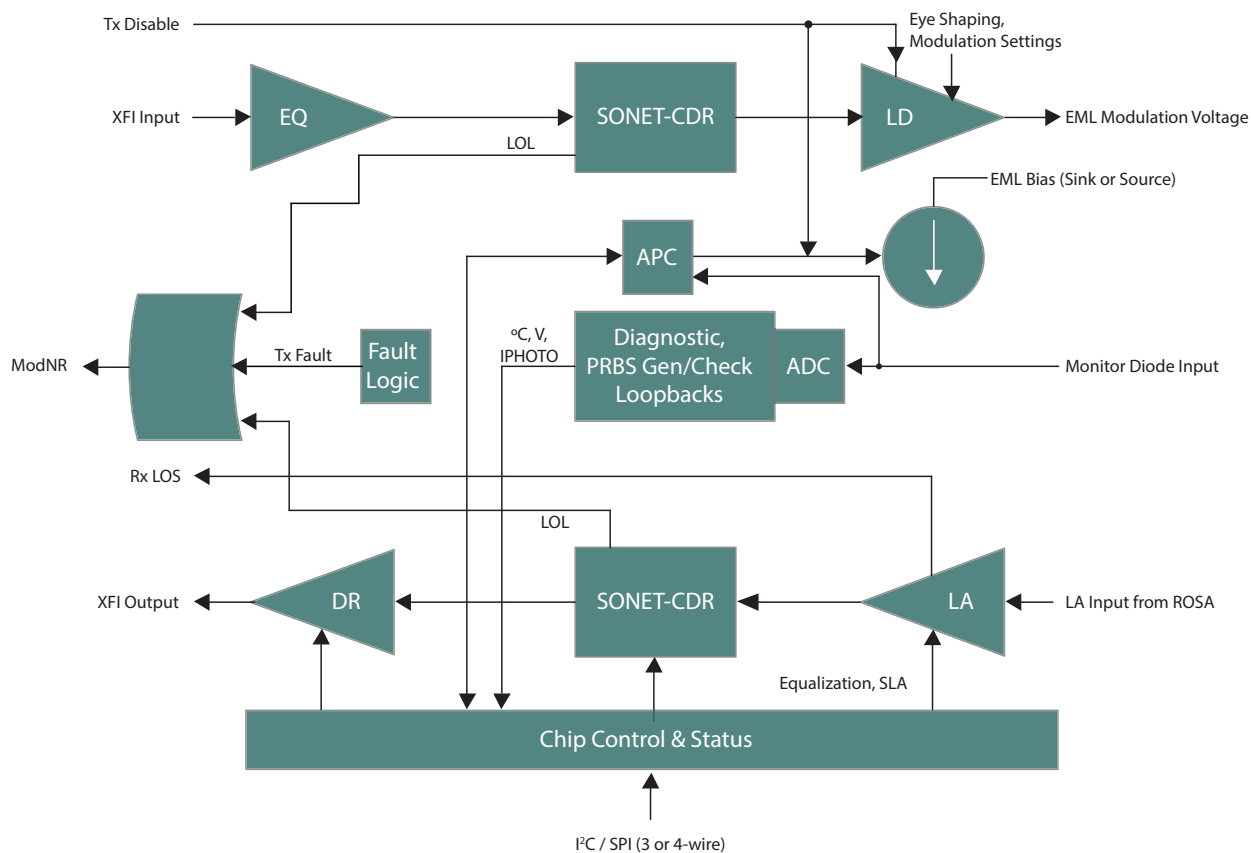 Tx Disable
Eye Shaping,
Modulation Settings
XFI Input
EQ
SONET-CDR
LD
EML Modulation Voltage
LOL
EML Bias (Sink or Source)
APC
ºC, V,
IPHOTO
Diagnostic,
PRBS Gen/Check
Loopbacks
ADC
Monitor Diode Input
ModNR
Tx Fault
Fault
Logic
Rx LOS
LOL
XFI Output
DR
SONET-CDR
LA
LA Input from ROSA
Equalization, SLA
Chip Control & Status
I²C / SPI (3 or 4-wire)